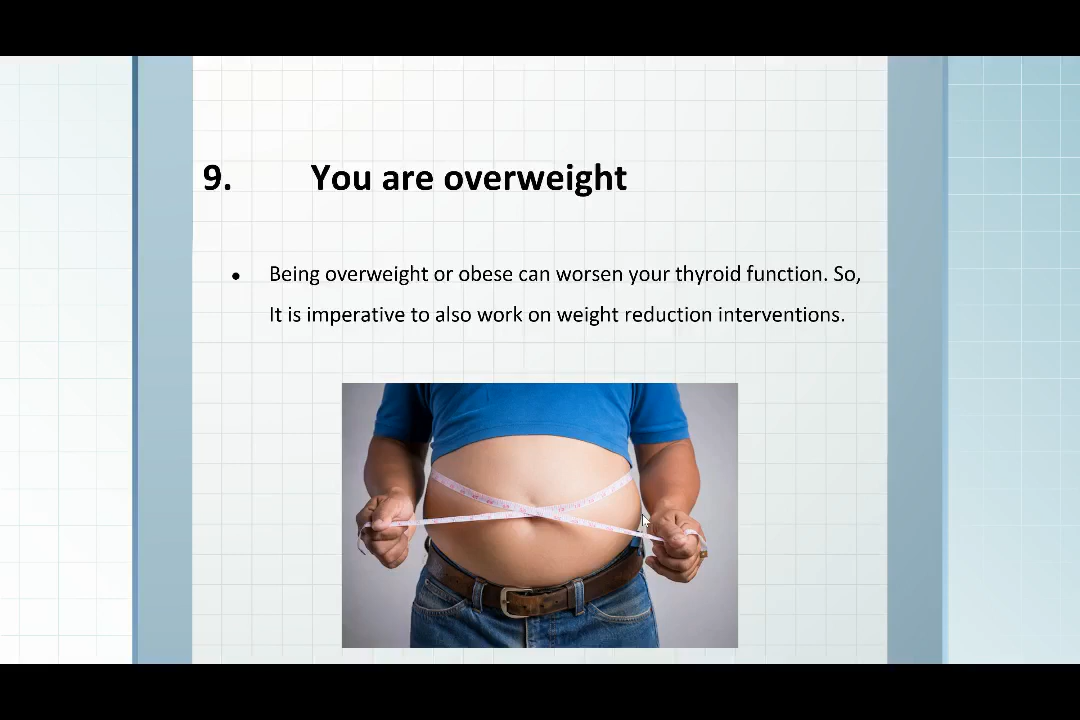 9. You are overweight
● Being overweight or obese can worsen your thyroid function. So,
It is imperative to also work on weight reduction interventions.